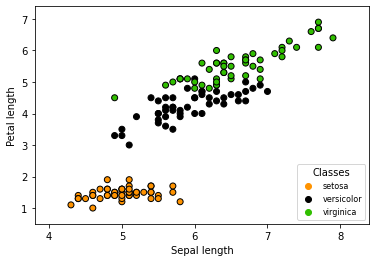 7
6
5
4
3
2
1
Petal length
4
5
6
7
8
Sepal length
Classes
setosa
versicolor
virginica